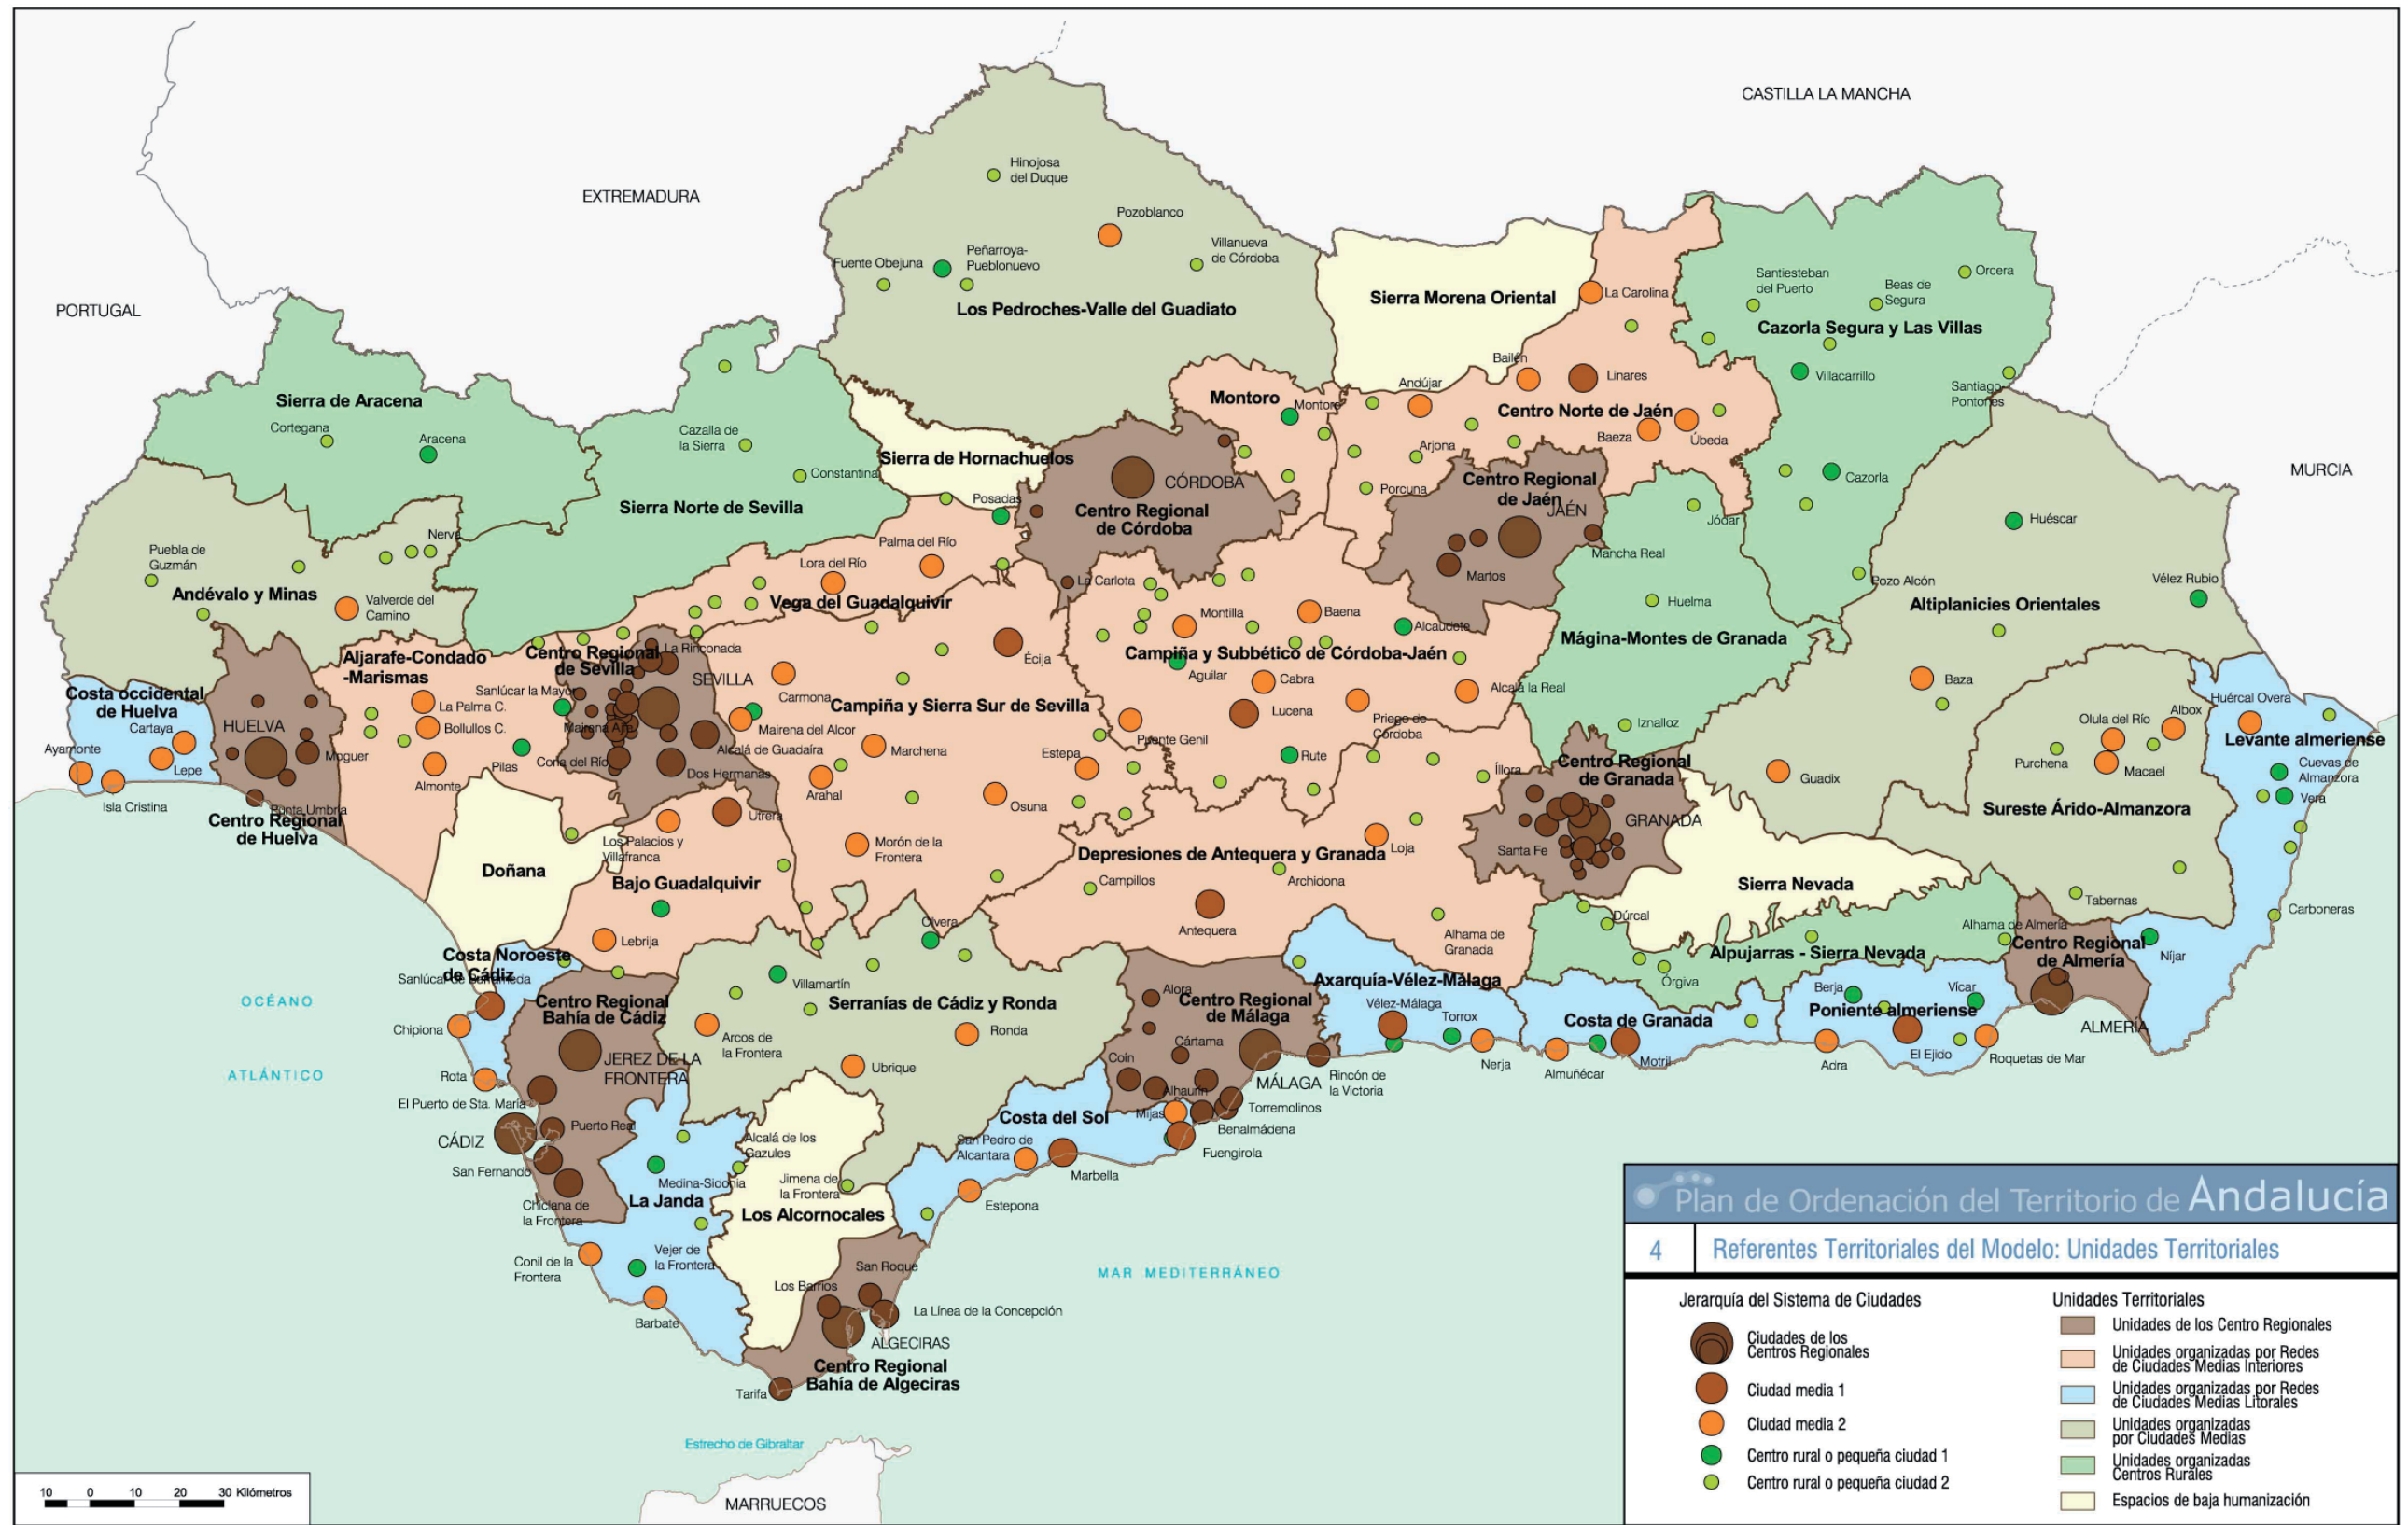 CASTILLA LA MANCHA
EXTREMADURA
PORTUGAL
MURCIA
Hinojosa
del Duque
Pozoblanco
Villanueva
de Córdoba
Fuente Obejuna
Peñarroya-
Pueblonuevo
Los Pedroches-Valle del Guadiato
Sierra Morena Oriental
La Carolina
Santiesteban
del Puerto
Beas de
Segura
Orcera
Cazorla Segura y Las Villas
Villacarrillo
Santiago-
Pontones
Cazorla
Bailén
Linares
Andújar
Centro Norte de Jaén
Baeza
Úbeda
Arjona
Porcuna
Montoro
Montoro
Sierra de Aracena
Cortegana
Aracena
Cazalla de
la Sierra
Constantina
Sierra Norte de Sevilla
Sierra de Hornachuelos
Posadas
CÓRDOBA
Centro Regional
de Córdoba
Centro Regional
de Jaén
JAÉN
Mancha Real
Martos
Jódar
Huéscar
Pozo Alcón
Vélez Rubio
Altiplanicies Orientales
Huelma
Mágina-Montes de Granada
Iznalloz
Baza
Guadix
Nerva
Puebla de
Guzmán
Andévalo y Minas
Valverde del
Camino
Palma del Río
Lora del Río
Vega del Guadalquivir
La Carlota
Montilla
Baena
Alcaudete
Campiña y Subbético de Córdoba-Jaén
Aguilar
Cabra
Lucena
Alcalá la Real
Priego de
Córdoba
Puente Genil
Rute
Écija
Aljarafe-Condado
-Marismas
Centro Regional
de Sevilla
La Rinconada
SEVILLA
Sanlúcar la Mayor
Mairena Alje.
Coria del Río
Alcalá de Guadaíra
Dos Hermanas
Carmona
Mairena del Alcor
Campiña y Sierra Sur de Sevilla
Marchena
Arahal
Estepa
Osuna
Morón de la
Frontera
Costa occidental
de Huelva
Cartaya
Ayamonte
Lepe
Isla Cristina
HUELVA
Moguer
Punta Umbría
Centro Regional
de Huelva
La Palma C.
Bollullos C.
Almonte
Pilas
Doñana
Utrera
Los Palacios y
Villafranca
Bajo Guadalquivir
Lebrija
Depresiones de Antequera y Granada
Campillos
Archidona
Antequera
Loja
Alhama de
Granada
Íllora
Centro Regional
de Granada
GRANADA
Santa Fe
Sierra Nevada
Dúrcal
Órgiva
Alpujarras - Sierra Nevada
Huércal Overa
Albox
Olula del Río
Purchena
Macael
Sureste Árido-Almanzora
Levante almeriense
Cuevas de
Almanzora
Vera
Tabernas
Carboneras
Alhama de Almería
Centro Regional
de Almería
Níjar
ALMERÍA
Berja
Vícar
Poniente almeriense
Adra
El Ejido
Roquetas de Mar
Costa de Granada
Almuñécar
Motril
Axarquía-Vélez-Málaga
Vélez-Málaga
Torrox
Nerja
Costa Noroeste
de Cádiz
Sanlúcar de Barrameda
Chipiona
Rota
OCÉANO
ATLÁNTICO
Centro Regional
Bahía de Cádiz
JEREZ DE LA
FRONTERA
El Puerto de Sta. María
CÁDIZ
Puerto Real
San Fernando
Chiclana de
la Frontera
Olvera
Villamartín
Serranías de Cádiz y Ronda
Arcos de
la Frontera
Ubrique
Ronda
Centro Regional
de Málaga
Alora
Cártama
Coín
Alhaurín
MÁLAGA
Rincón de
la Victoria
Torremolinos
Benalmádena
Mijas
Fuengirola
Costa del Sol
San Pedro de
Alcantara
Marbella
Estepona
Alcalá de los
Gazules
Medina-Sidonia
La Janda
Jimena de
la Frontera
Los Alcornocales
Conil de la
Frontera
Vejer de
la Frontera
Barbate
San Roque
Los Barrios
La Línea de la Concepción
ALGECIRAS
Centro Regional
Bahía de Algeciras
Tarifa
MAR MEDITERRÁNEO
Estrecho de Gibraltar
MARRUECOS
10 0 10 20 30 Kilómetros
Plan de Ordenación del Territorio de Andalucía
4 Referentes Territoriales del Modelo: Unidades Territoriales
Jerarquía del Sistema de Ciudades
Ciudades de los
Centros Regionales
Ciudad media 1
Ciudad media 2
Centro rural o pequeña ciudad 1
Centro rural o pequeña ciudad 2
Unidades Territoriales
Unidades de los Centro Regionales
Unidades organizadas por Redes
de Ciudades Medias Interiores
Unidades organizadas por Redes
de Ciudades Medias Litorales
Unidades organizadas
por Ciudades Medias
Unidades organizadas
Centros Rurales
Espacios de baja humanización